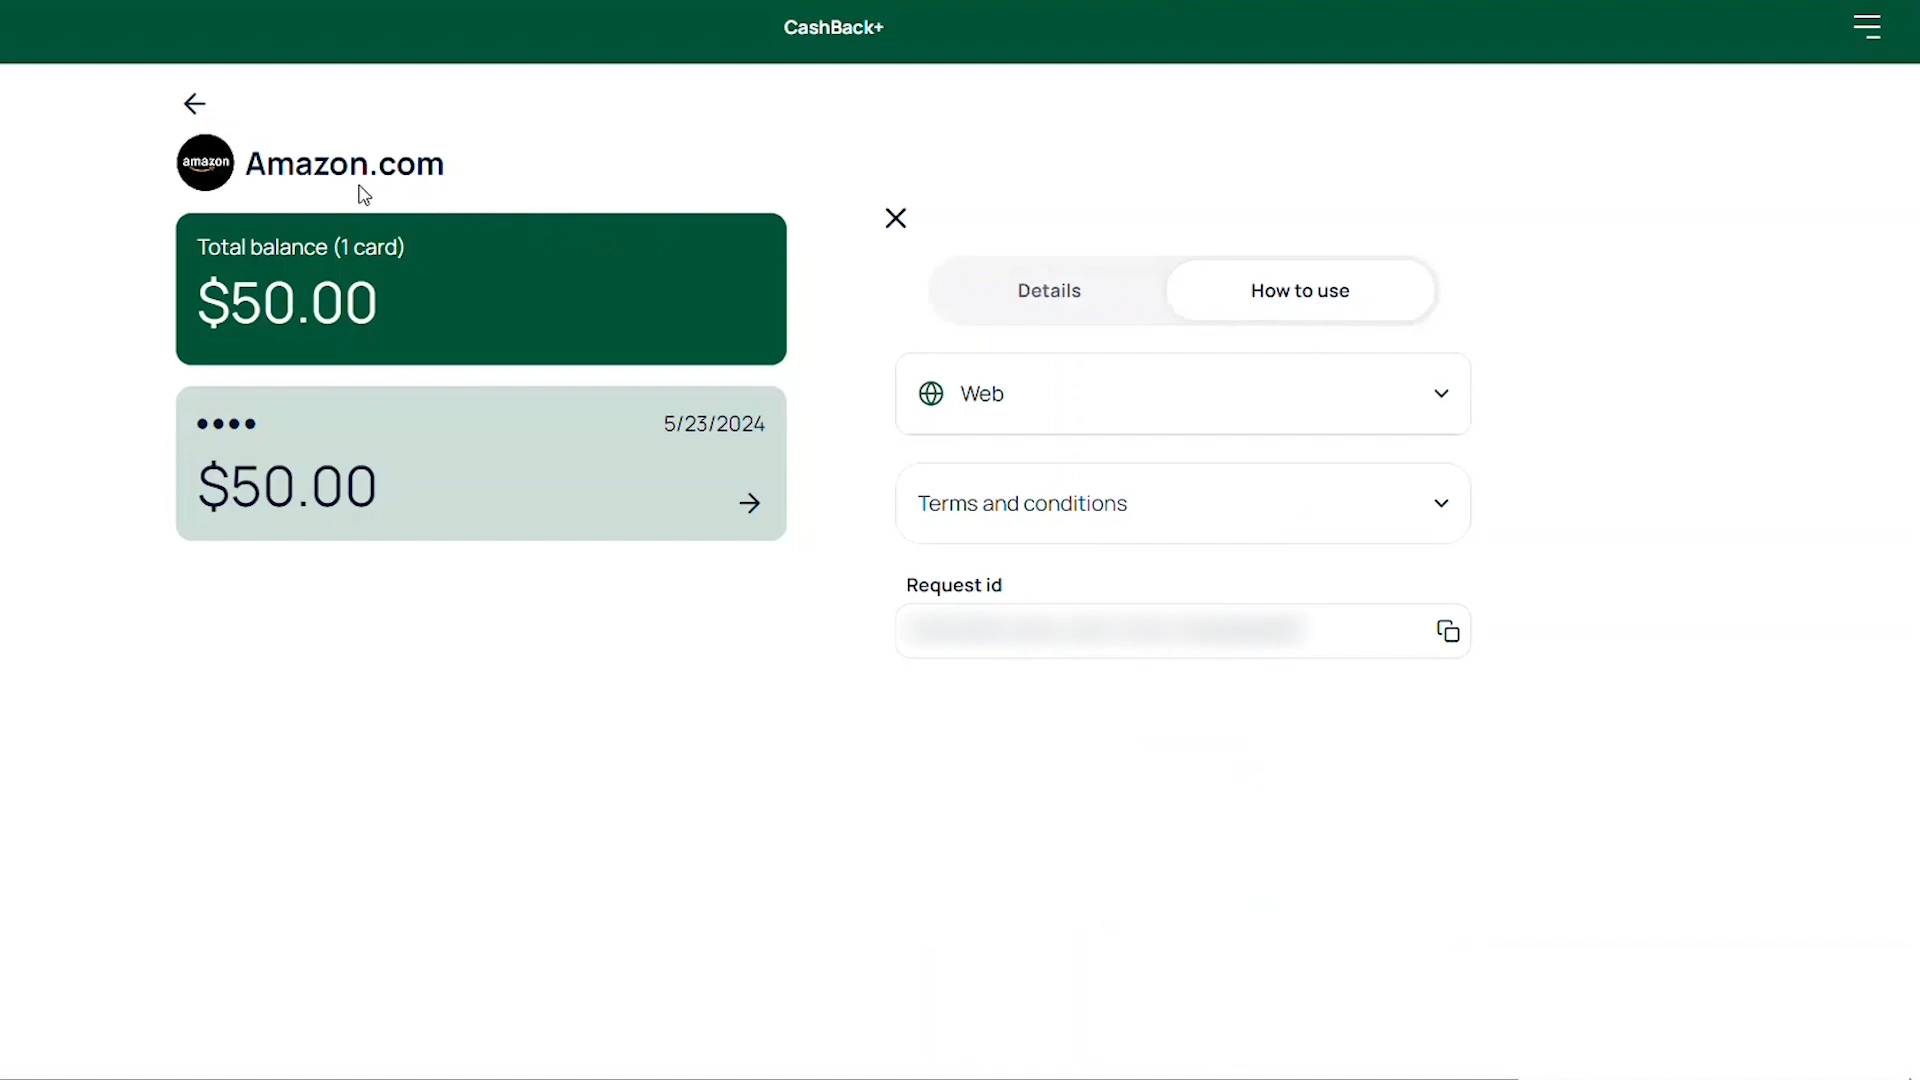 CashBack+
amazon
Amazon.com
Total balance (1 card)
$50.00
•••• 5/23/2024
$50.00
Details
How to use
Web
Terms and conditions
Request id